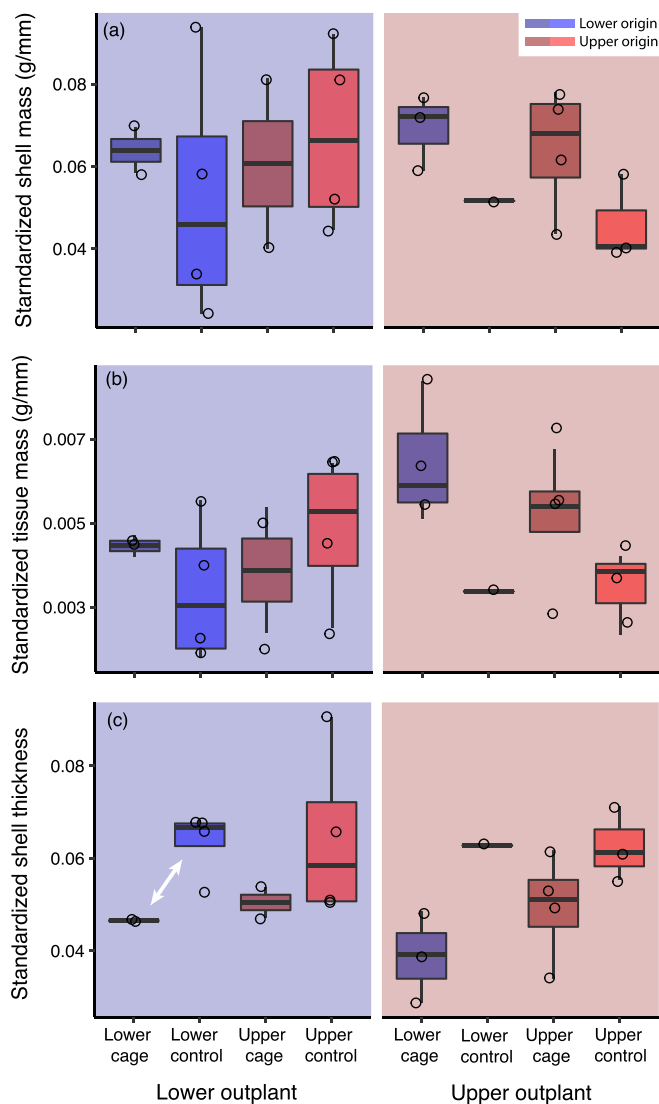 (a)
Lower origin
Upper origin
Starndardized shell mass (g/mm)
0.08
0.06
0.04
(b)
Standardized tissue mass (g/mm)
0.007
0.005
0.003
(c)
Standardized shell thickness
0.08
0.06
0.04
Lower cage
Lower control
Upper cage
Upper control
Lower cage
Lower control
Upper cage
Upper control
Lower outplant
Upper outplant